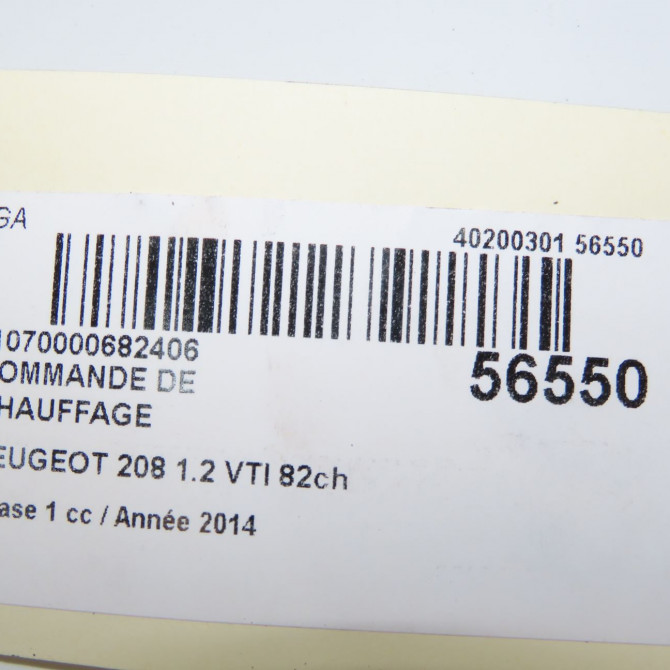 GA
40200301 56550
1070000682406
56550
OMMANDE DE
HAUFFAGE
EUGEOT 208 1.2 VTI 82ch
ase 1 cc / Année 2014